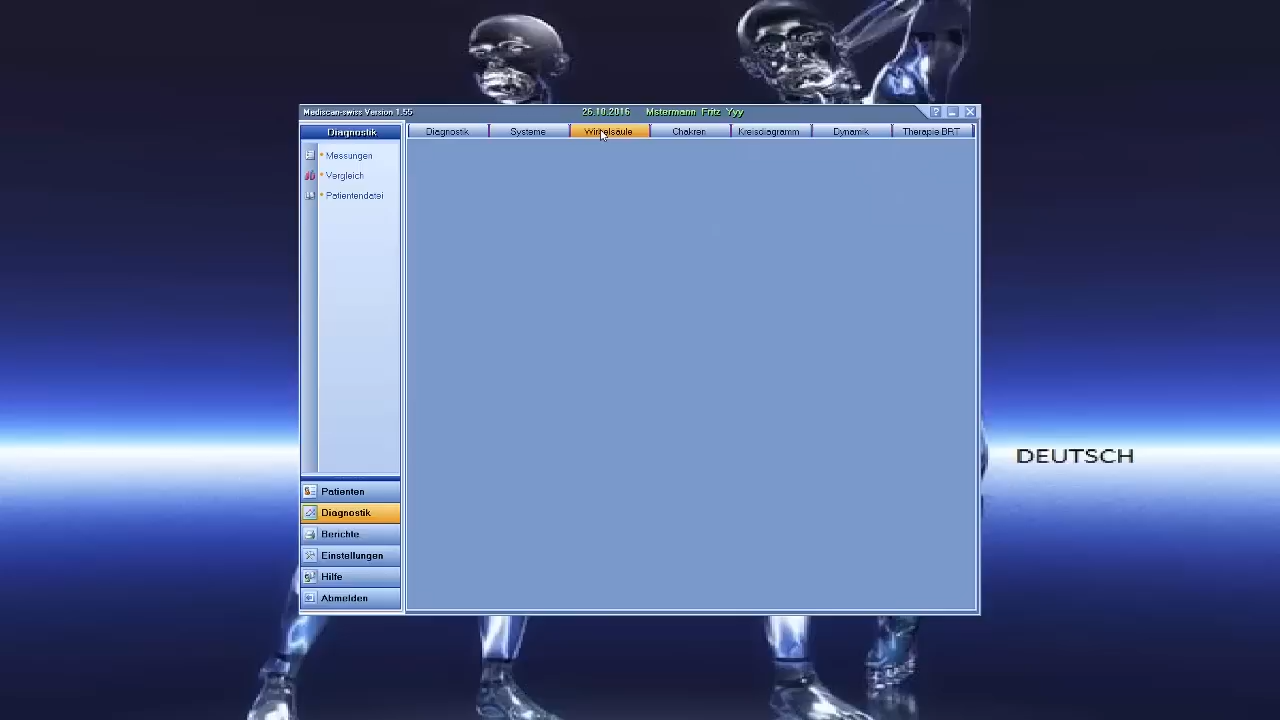 Mediscan-swiss Version 1.55 26.10.2016 Mstermann Fritz Yyy
Diagnostik
Diagnostik Systeme Wirbelsäule Chakren Kreisdiagramm Dynamik Therapie BRT
Messungen
Vergleich
Patientendatei
DEUTSCH
Patienten
Diagnostik
Berichte
Einstellungen
Hilfe
Abmelden